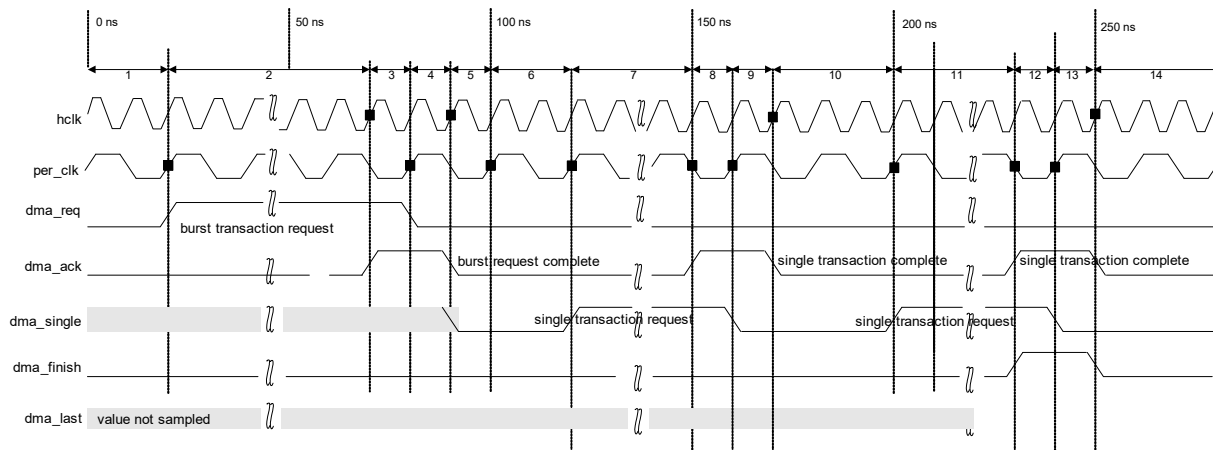 0 ns 50 ns 100 ns 150 ns 200 ns 250 ns
1 2 3 4 5 6 7 8 9 10 11 12 13 14
hclk
per_clk
dma_req
burst transaction request
dma_ack
burst request complete single transaction complete single transaction complete
dma_single
single transaction request single transaction request
dma_finish
dma_last value not sampled